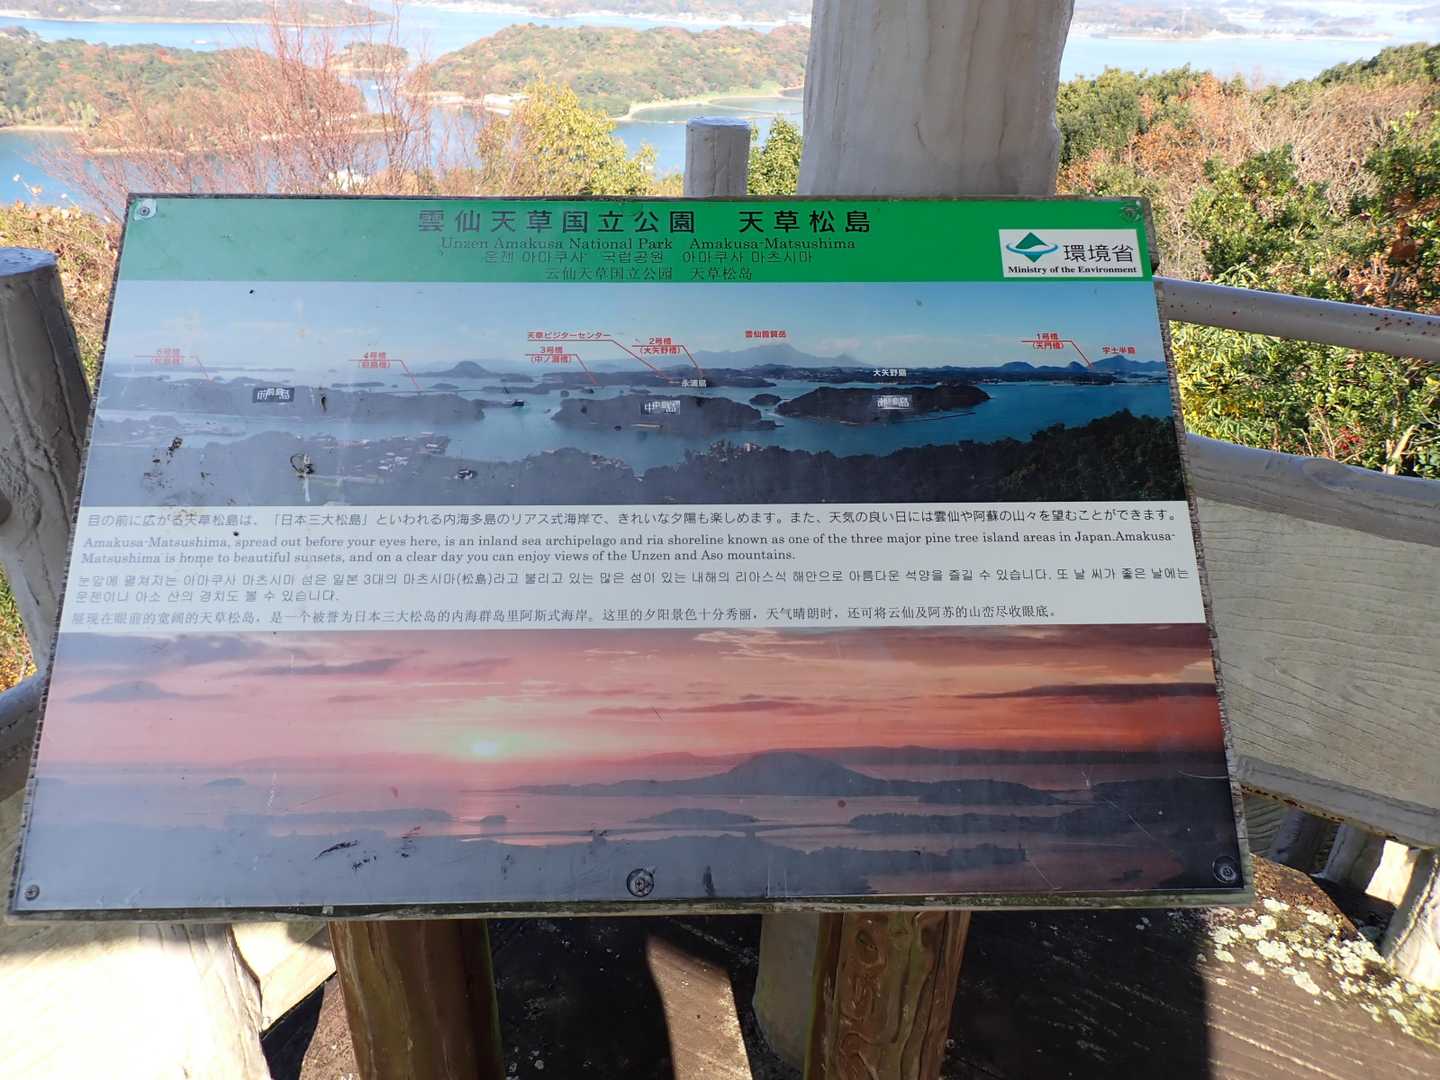 雲仙天草国立公園　天草松島
Unzen Amakusa National Park Amakusa-Matsushima
운젠 아마쿠사 국립공원 아마쿠사 마츠시마
云仙天草国立公园 天草松岛
環境省
Ministry of the Environment
天草ビジターセンター
2号橋
(大矢野橋)
雲仙普賢岳
1号橋
(天門橋)
宇土半島
5号橋
(松島橋)
4号橋
(前島橋)
3号橋
(中ノ瀬橋)
永浦島
大矢野島
前島
目の前に広がる天草松島は、「日本三大松島」といわれる内海多島のリアス式海岸で、きれいな夕陽も楽しめます。また、天気の良い日には雲仙や阿蘇の山々を望むことができます。
Amakusa-Matsushima, spread out before your eyes here, is an inland sea archipelago and ria shoreline known as one of the three major pine tree island areas in Japan.Amakusa-
Matsushima is home to beautiful sunsets, and on a clear day you can enjoy views of the Unzen and Aso mountains.
눈앞에 펼쳐지는 아마쿠사 마츠시마 섬은 일본 3대의 마츠시마(松島)라고 불리고 있는 많은 섬이 있는 내해의 리아스식 해안으로 아름다운 석양을 즐길 수 있습니다. 또 날 씨가 좋은 날에는
운젠이나 아소 산의 경치도 볼 수 있습니다.
展现在眼前的宽阔的天草松岛，是一个被誉为日本三大松岛的内海群岛里阿斯式海岸。这里的夕阳景色十分秀丽，天气晴朗时，还可将云仙及阿苏的山峦尽收眼底。